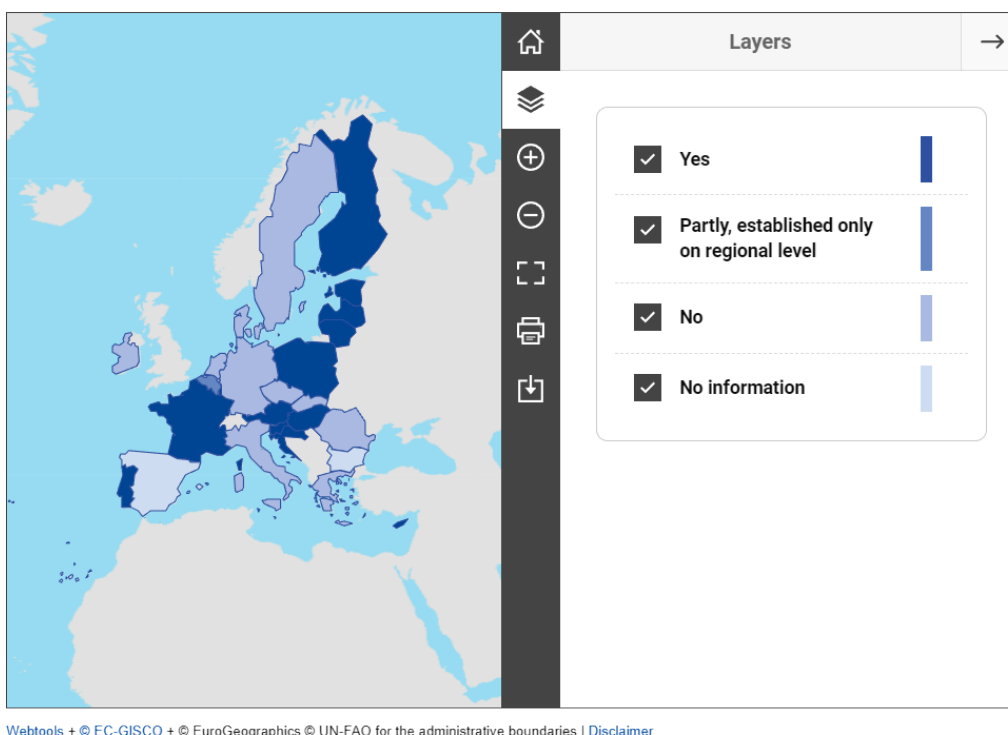 Layers
Yes
Partly, established only
on regional level
No
No information
Webtools + © EC-GISCO + © EuroGeographics © UN-FAO for the administrative boundaries | Disclaimer